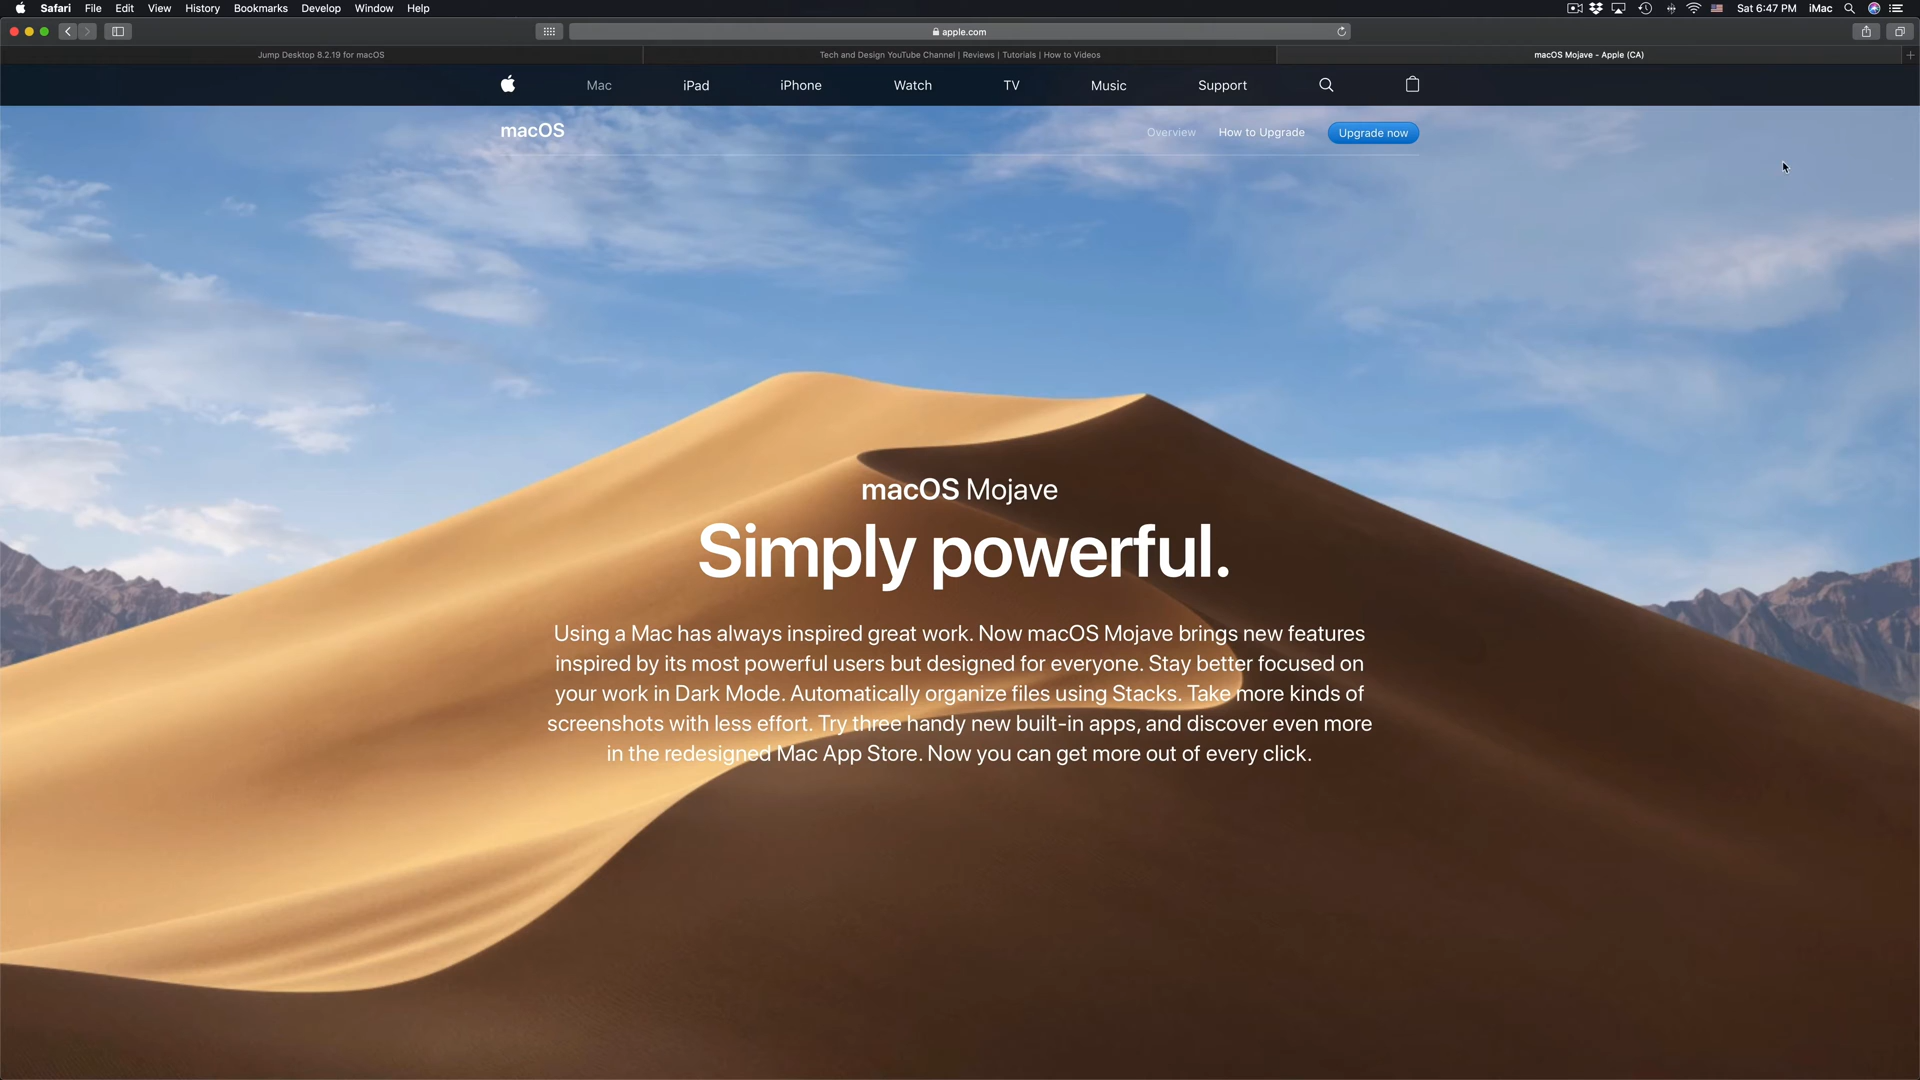 Safari File Edit View History Bookmarks Develop Window Help Sat 6:47 PM iMac
apple.com
Jump Desktop 8.2.19 for macOS
Tech and Design YouTube Channel | Reviews | Tutorials | How to Videos
macOS Mojave - Apple (CA)
Mac iPad iPhone Watch TV Music Support
macOS
Overview How to Upgrade Upgrade now
macOS Mojave
Simply powerful.
Using a Mac has always inspired great work. Now macOS Mojave brings new features
inspired by its most powerful users but designed for everyone. Stay better focused on
your work in Dark Mode. Automatically organize files using Stacks. Take more kinds of
screenshots with less effort. Try three handy new built-in apps, and discover even more
in the redesigned Mac App Store. Now you can get more out of every click.